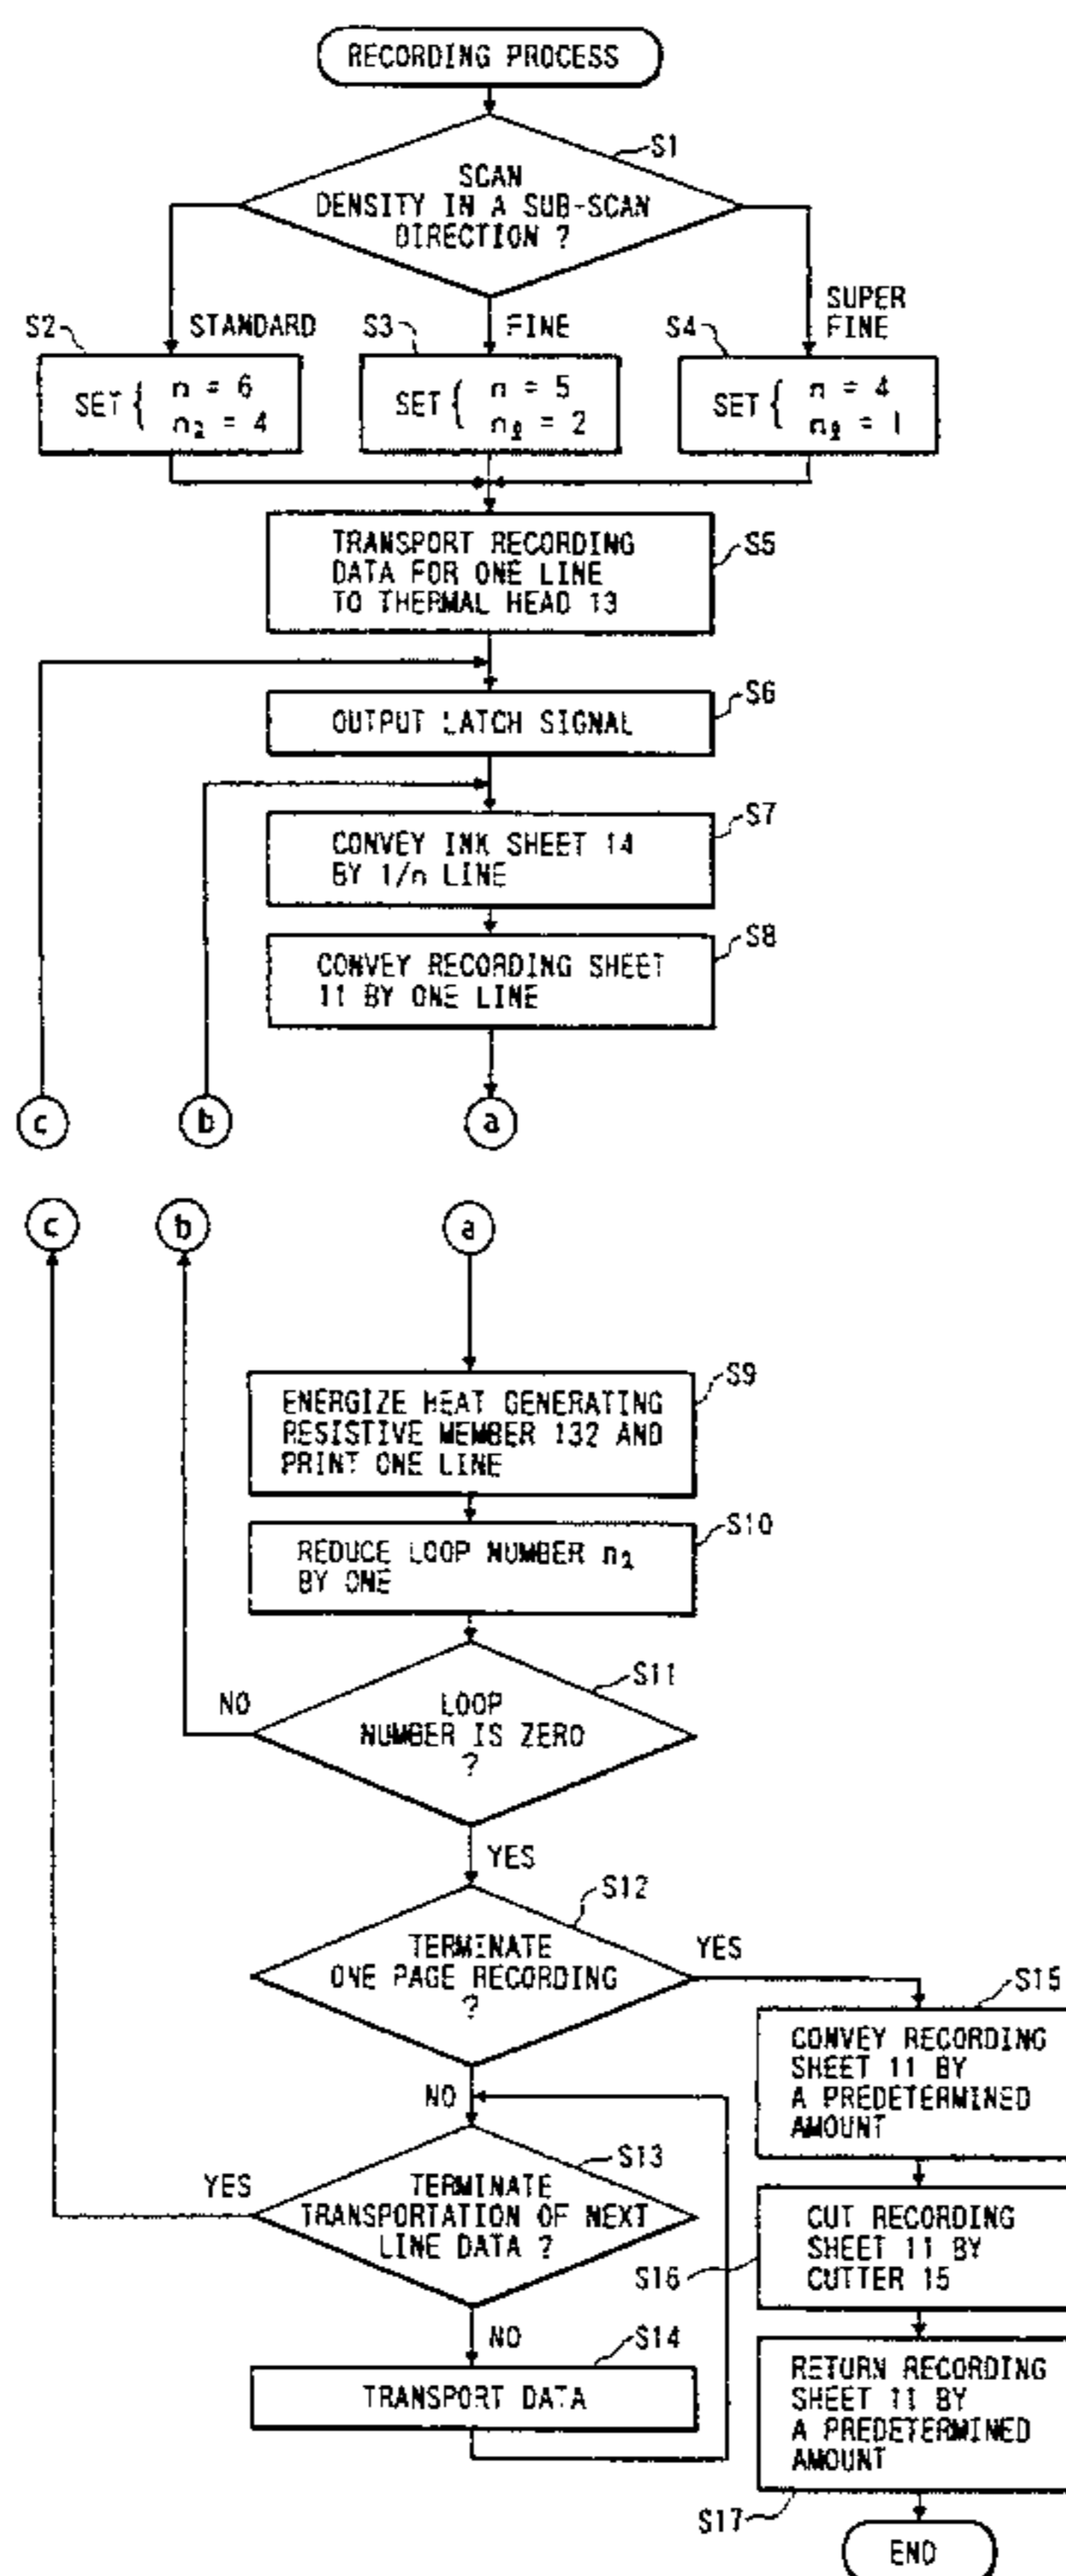 RECORDING PROCESS
S1
SCAN
DENSITY IN A SUB-SCAN
DIRECTION ?
S2
STANDARD
S3
FINE
S4
SUPER
FINE
SET { n = 6
n₂ = 4
SET { n = 5
nℓ = 2
SET { n = 4
nℓ = 1
TRANSPORT RECORDING
DATA FOR ONE LINE
TO THERMAL HEAD 13
S5
S6
OUTPUT LATCH SIGNAL
S7
CONVEY INK SHEET 14
BY 1/n LINE
S8
CONVEY RECORDING SHEET
11 BY ONE LINE
c
b
a
c
b
a
S9
ENERGIZE HEAT GENERATING
RESISTIVE MEMBER 132 AND
PRINT ONE LINE
S10
REDUCE LOOP NUMBER nℓ
BY ONE
S11
NO
LOOP
NUMBER IS ZERO
?
YES
S12
TERMINATE
ONE PAGE RECORDING
?
YES
S15
CONVEY RECORDING
SHEET 11 BY
A PREDETERMINED
AMOUNT
NO
S13
YES
TERMINATE
TRANSPORTATION OF NEXT
LINE DATA ?
CUT RECORDING
SHEET 11 BY
CUTTER 15
S16
NO
S14
TRANSPORT DATA
RETURN RECORDING
SHEET 11 BY
A PREDETERMINED
AMOUNT
S17
END